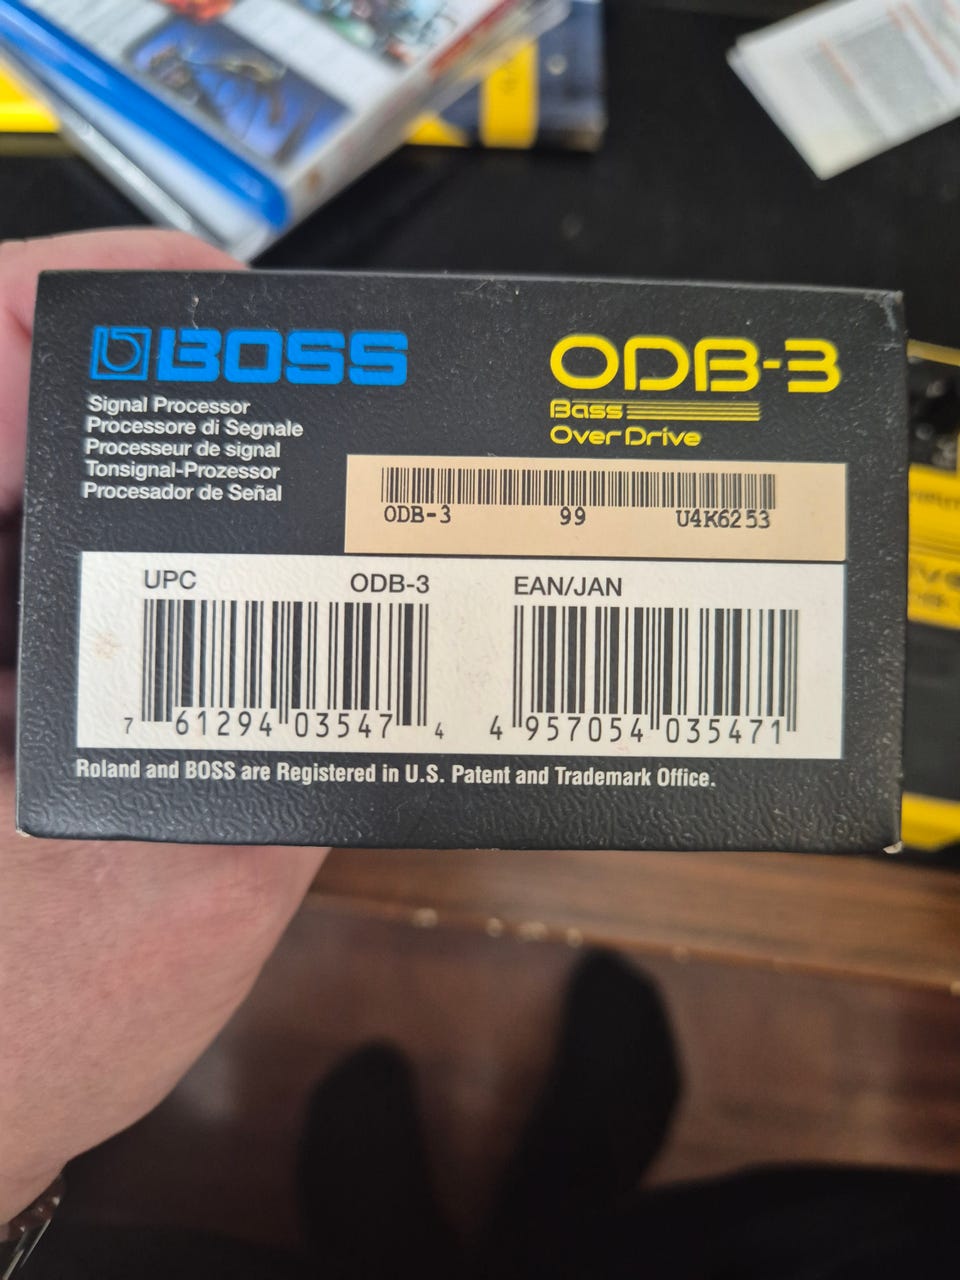 BOSS
Signal Processor
Processore di Segnale
Processeur de signal
Tonsignal-Prozessor
Procesador de Señal
ODB-3
Bass
Over Drive
ODB-3 99 U4K6253
UPC ODB-3
7 61294 03547 4
EAN/JAN
4 957054 035471
Roland and BOSS are Registered in U.S. Patent and Trademark Office.